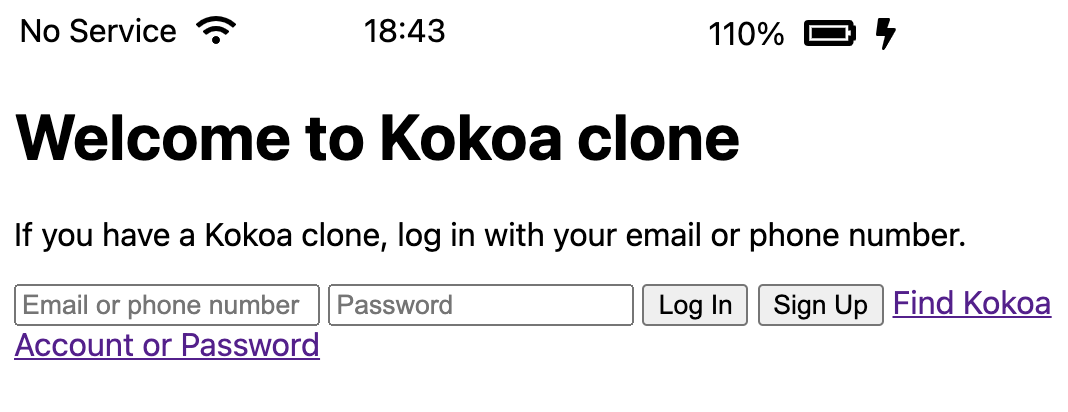 No Service 18:43 110%
Welcome to Kokoa clone
If you have a Kokoa clone, log in with your email or phone number.
Email or phone number Password Log In Sign Up Find Kokoa
Account or Password